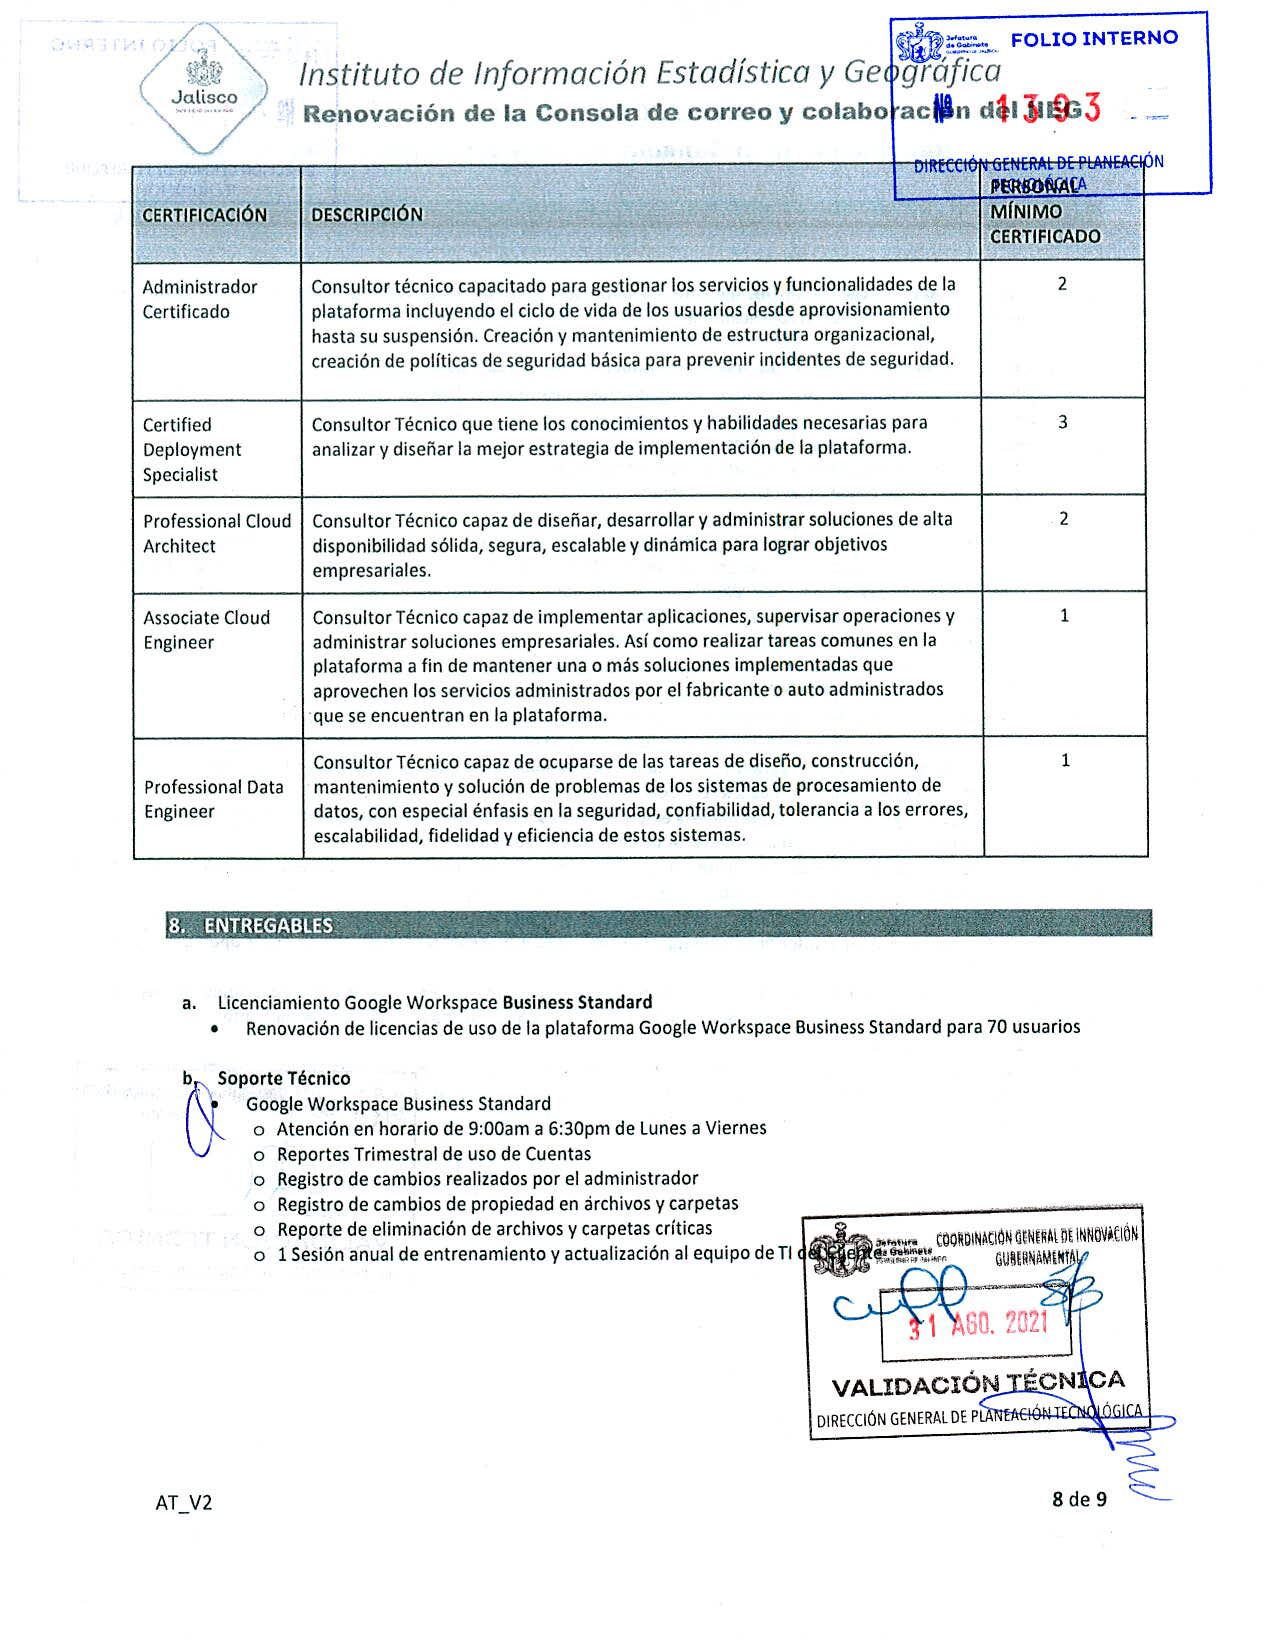 Jalisco
Instituto de Información Estadística y Geográfica
Renovación de la Consola de correo y colaboración del IIEG
Jefatura
de Gabinete
FOLIO INTERNO
Nº 1393
DIRECCIÓN GENERAL DE PLANEACIÓN
TECNOLÓGICA
CERTIFICACIÓN
DESCRIPCIÓN
PERSONAL
MÍNIMO
CERTIFICADO
Administrador
Certificado
Consultor técnico capacitado para gestionar los servicios y funcionalidades de la
plataforma incluyendo el ciclo de vida de los usuarios desde aprovisionamiento
hasta su suspensión. Creación y mantenimiento de estructura organizacional,
creación de políticas de seguridad básica para prevenir incidentes de seguridad.
2
Certified
Deployment
Specialist
Consultor Técnico que tiene los conocimientos y habilidades necesarias para
analizar y diseñar la mejor estrategia de implementación de la plataforma.
3
Professional Cloud
Architect
Consultor Técnico capaz de diseñar, desarrollar y administrar soluciones de alta
disponibilidad sólida, segura, escalable y dinámica para lograr objetivos
empresariales.
2
Associate Cloud
Engineer
Consultor Técnico capaz de implementar aplicaciones, supervisar operaciones y
administrar soluciones empresariales. Así como realizar tareas comunes en la
plataforma a fin de mantener una o más soluciones implementadas que
aprovechen los servicios administrados por el fabricante o auto administrados
que se encuentran en la plataforma.
1
Professional Data
Engineer
Consultor Técnico capaz de ocuparse de las tareas de diseño, construcción,
mantenimiento y solución de problemas de los sistemas de procesamiento de
datos, con especial énfasis en la seguridad, confiabilidad, tolerancia a los errores,
escalabilidad, fidelidad y eficiencia de estos sistemas.
1
8. ENTREGABLES
a. Licenciamiento Google Workspace Business Standard
• Renovación de licencias de uso de la plataforma Google Workspace Business Standard para 70 usuarios
b. Soporte Técnico
• Google Workspace Business Standard
o Atención en horario de 9:00am a 6:30pm de Lunes a Viernes
o Reportes Trimestral de uso de Cuentas
o Registro de cambios realizados por el administrador
o Registro de cambios de propiedad en archivos y carpetas
o Reporte de eliminación de archivos y carpetas críticas
o 1 Sesión anual de entrenamiento y actualización al equipo de TI del Cliente
Jefatura
de Gabinete
COORDINACIÓN GENERAL DE INNOVACIÓN
GUBERNAMENTAL
31 AGO. 2021
VALIDACIÓN TÉCNICA
DIRECCIÓN GENERAL DE PLANEACIÓN TECNOLÓGICA
AT_V2
8 de 9